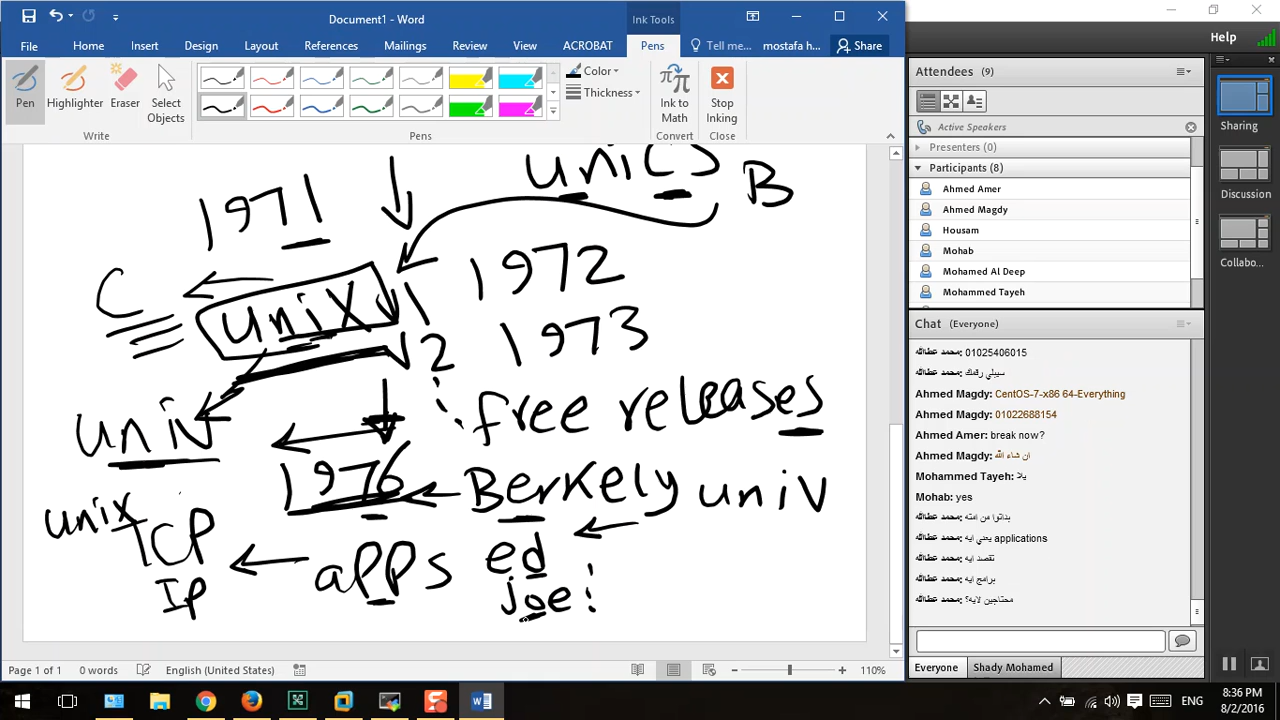 Document1 - Word
Ink Tools
File
Home
Insert
Design
Layout
References
Mailings
Review
View
ACROBAT
Pens
Tell me...
mostafa h...
Share
Help
Pen
Highlighter
Eraser
Select Objects
Color
Thickness
Ink to Math
Stop Inking
Write
Pens
Convert
Close
unics
B
1971
C
unix
v1
1972
v2
1973
univ
free releases
1976
Berkely univ
unix
TCP
IP
apps
ed
joe
Attendees (9)
Active Speakers
Presenters (0)
Participants (8)
Ahmed Amer
Ahmed Magdy
Housam
Mohab
Mohamed Al Deep
Mohammed Tayeh
Sharing
Discussion
Collabo...
Chat (Everyone)
محمد عطاالله: 01025406015
محمد عطاالله: سيبلي رقمك
Ahmed Magdy: CentOS-7-x86 64-Everything
Ahmed Magdy: 01022688154
Ahmed Amer: break now?
Ahmed Magdy: ان شاء الله
Mohammed Tayeh: يلا
Mohab: yes
محمد عطاالله: بداتوا من امته
محمد عطاالله: يعني ايه applications
محمد عطاالله: تقصد ايه
محمد عطاالله: برامج ايه
محمد عطاالله: محتاجين لايه؟
Everyone
Shady Mohamed
Page 1 of 1
0 words
English (United States)
110%
ENG
8:36 PM
8/2/2016